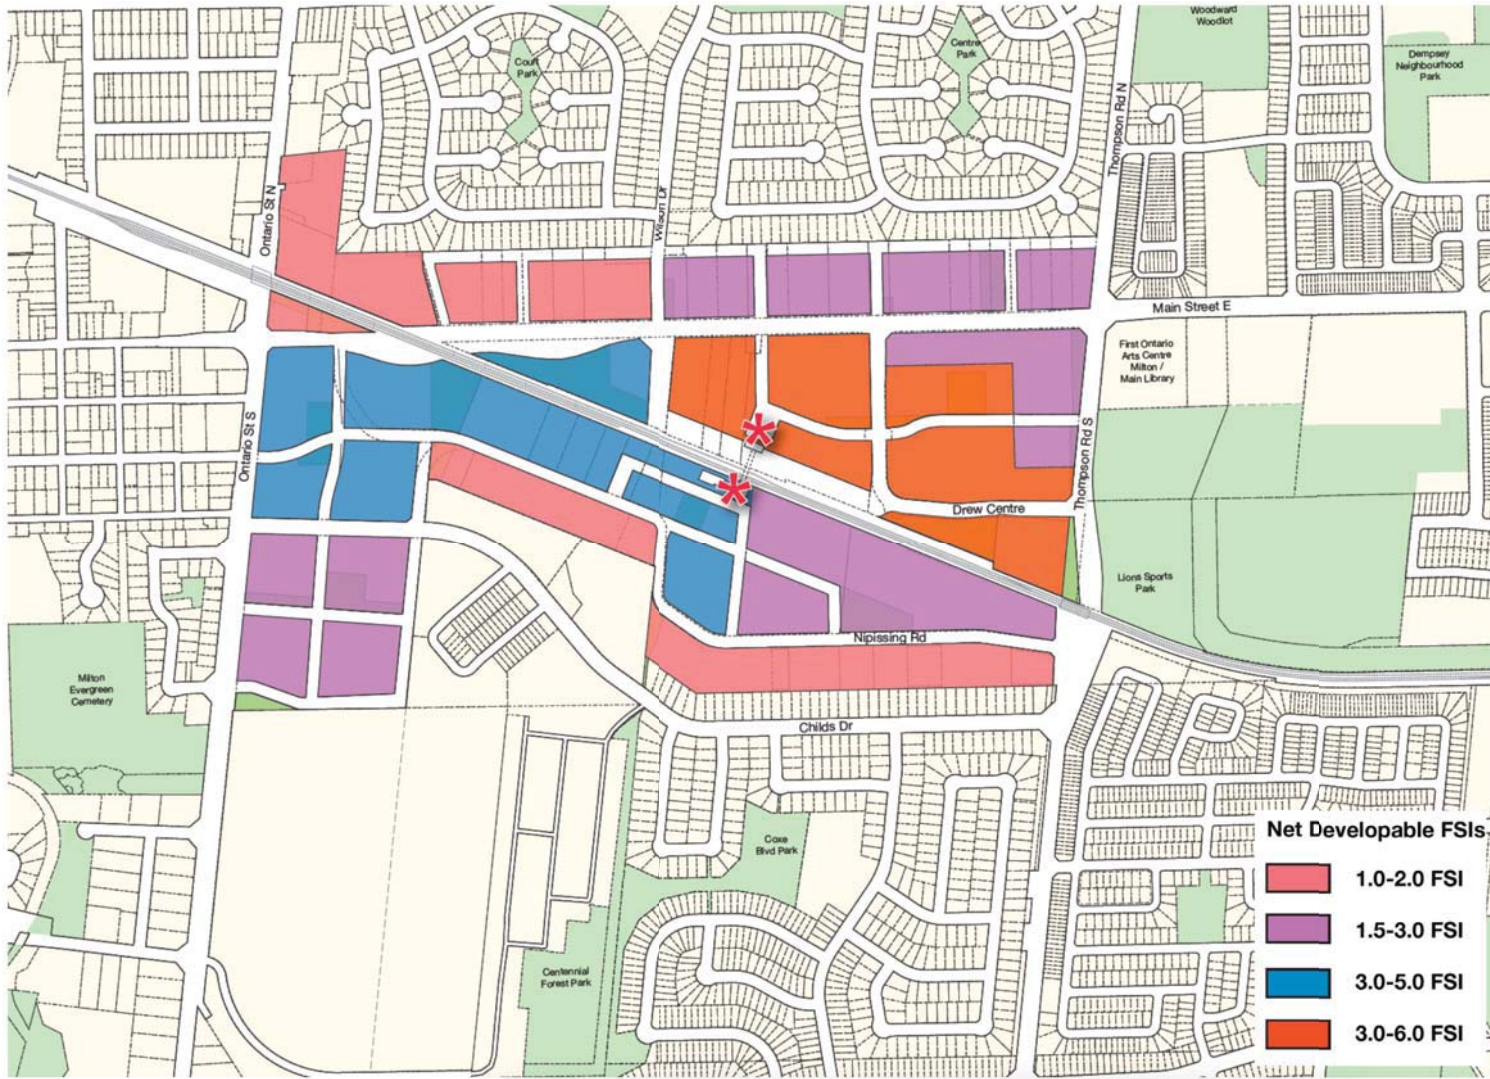 Woodward
Woodlot
Court
Park
Centre
Park
Dempsey
Neighbourhood
Park
Thompson Rd N
Ontario St N
Wilson Dr
Main Street E
First Ontario
Arts Centre
Milton /
Main Library
Ontario St S
Thompson Rd S
Drew Centre
Lions Sports
Park
Nipissing Rd
Milton
Evergreen
Cemetery
Childs Dr
Coxe
Blvd Park
Centennial
Forest Park
Net Developable FSIs
1.0-2.0 FSI
1.5-3.0 FSI
3.0-5.0 FSI
3.0-6.0 FSI